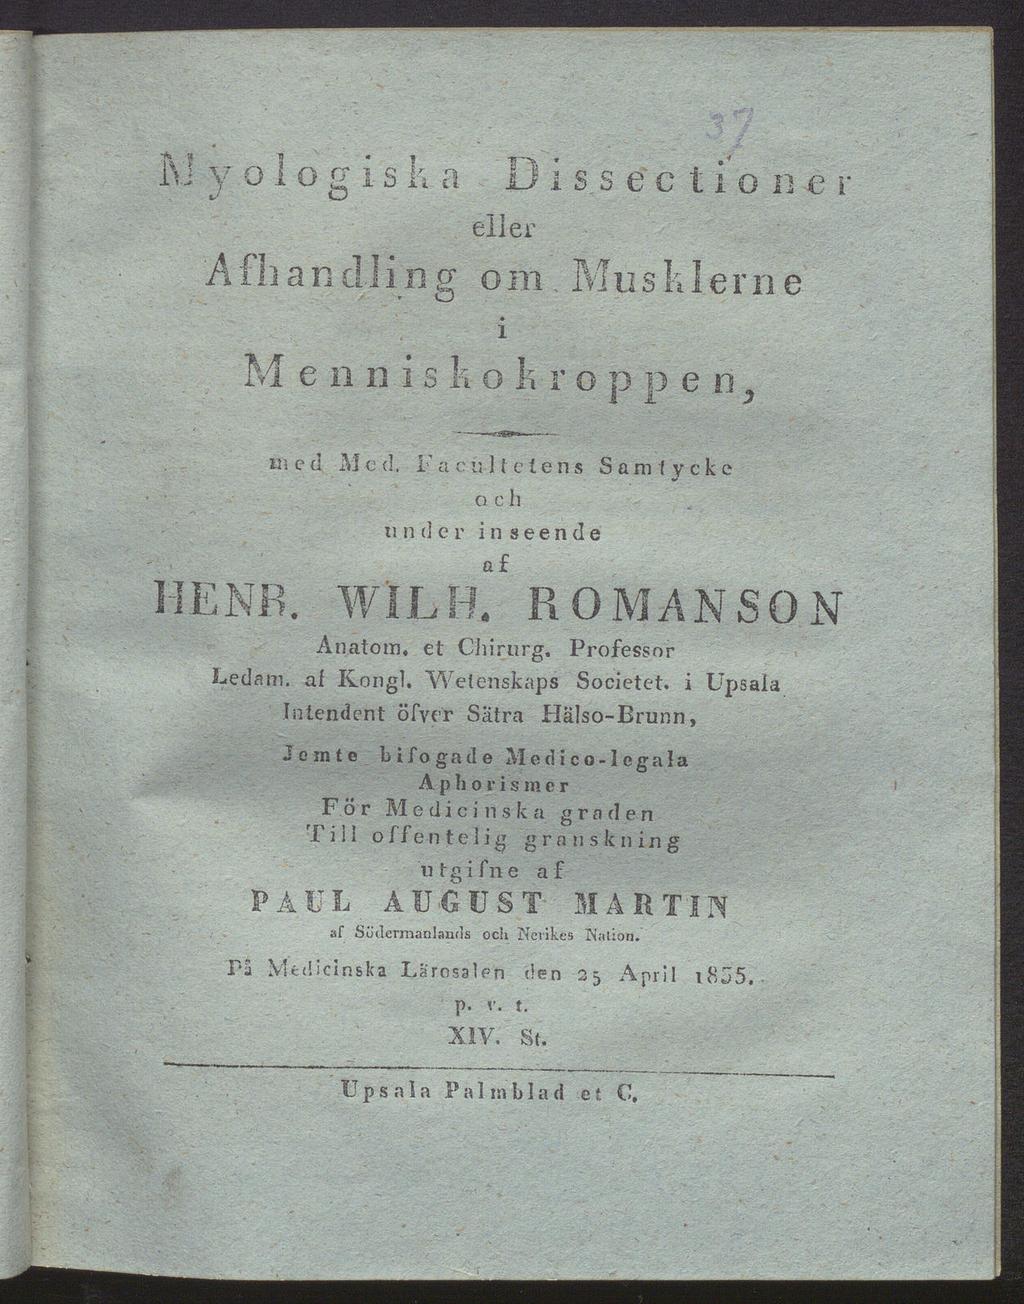 37
Myologiska Dissectioner
eller
Afhandling om Musklerne
i
Menniskokroppen,
med Med. Facultetens Samtycke
och
under inseende
af
HENR. WILH. ROMANSON
Anatom. et Chirurg. Professor
Ledam. af Kongl. Wetenskaps Societet. i Upsala
Intendent öfver Sätra Hälso-Brunn,
Jemte bifogade Medico-legala
Aphorismer
För Medicinska graden
Till offentelig granskning
utgifne af
PAUL AUGUST MARTIN
af Södermanlands och Nerikes Nation.
På Medicinska Lärosalen den 25 April 1835.
p. v. t.
XIV. St.
Upsala Palmblad et C.